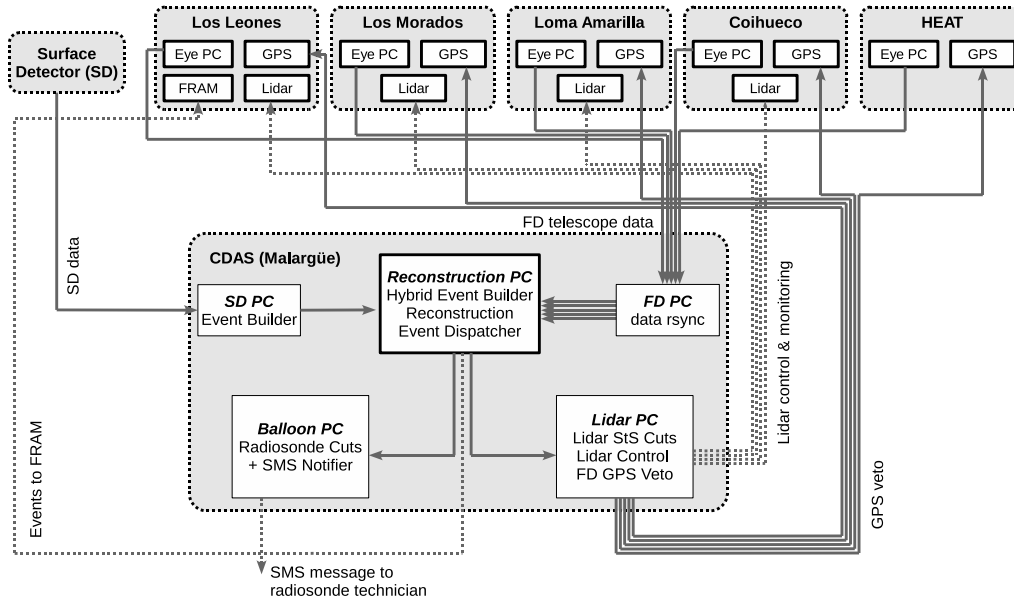 Los Leones
Los Morados
Loma Amarilla
Coihueco
HEAT
Surface
Detector (SD)
Eye PC
GPS
FRAM
Lidar
Eye PC
GPS
Lidar
Eye PC
GPS
Lidar
Eye PC
GPS
Lidar
Eye PC
GPS
FD telescope data
SD data
CDAS (Malargüe)
SD PC
Event Builder
Reconstruction PC
Hybrid Event Builder
Reconstruction
Event Dispatcher
FD PC
data rsync
Balloon PC
Radiosonde Cuts
+ SMS Notifier
Lidar PC
Lidar StS Cuts
Lidar Control
FD GPS Veto
Lidar control & monitoring
GPS veto
Events to FRAM
SMS message to
radiosonde technician